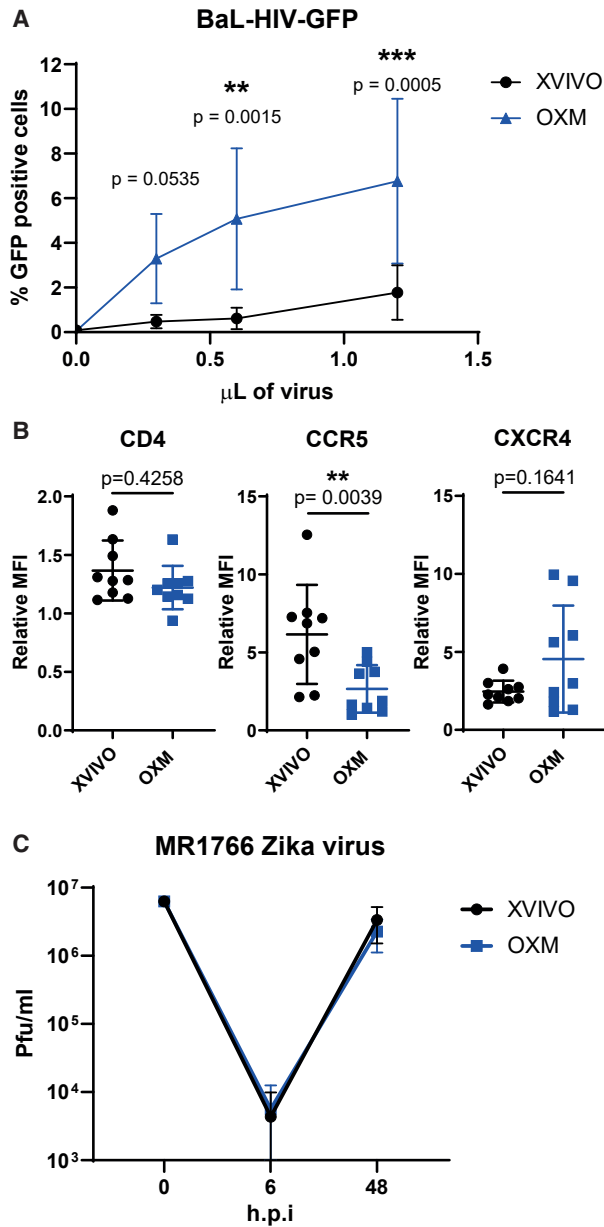 A
BaL-HIV-GFP
12
10
8
6
4
2
0
% GFP positive cells
p = 0.0535
**
p = 0.0015
***
p = 0.0005
XVIVO
OXM
0.0 0.5 1.0 1.5
μL of virus
B
CD4
p=0.4258
2.0
1.5
1.0
0.5
0.0
Relative MFI
XVIVO
OXM
CCR5
**
p= 0.0039
15
10
5
0
Relative MFI
XVIVO
OXM
CXCR4
p=0.1641
15
10
5
0
Relative MFI
XVIVO
OXM
C
MR1766 Zika virus
10⁷
10⁶
10⁵
10⁴
10³
Pfu/ml
XVIVO
OXM
0 6 48
h.p.i